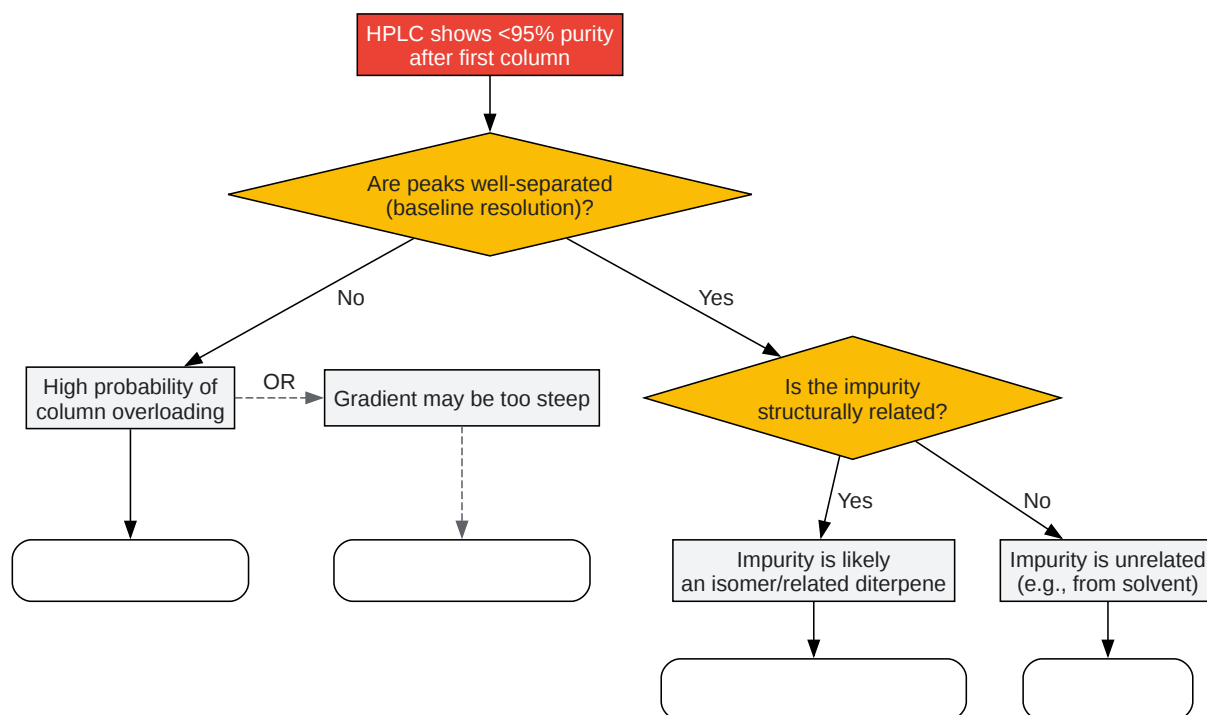 HPLC shows <95% purity
after first column
Are peaks well-separated
(baseline resolution)?
No
Yes
High probability of
column overloading
OR
Gradient may be too steep
Is the impurity
structurally related?
Yes
No
Impurity is likely
an isomer/related diterpene
Impurity is unrelated
(e.g., from solvent)